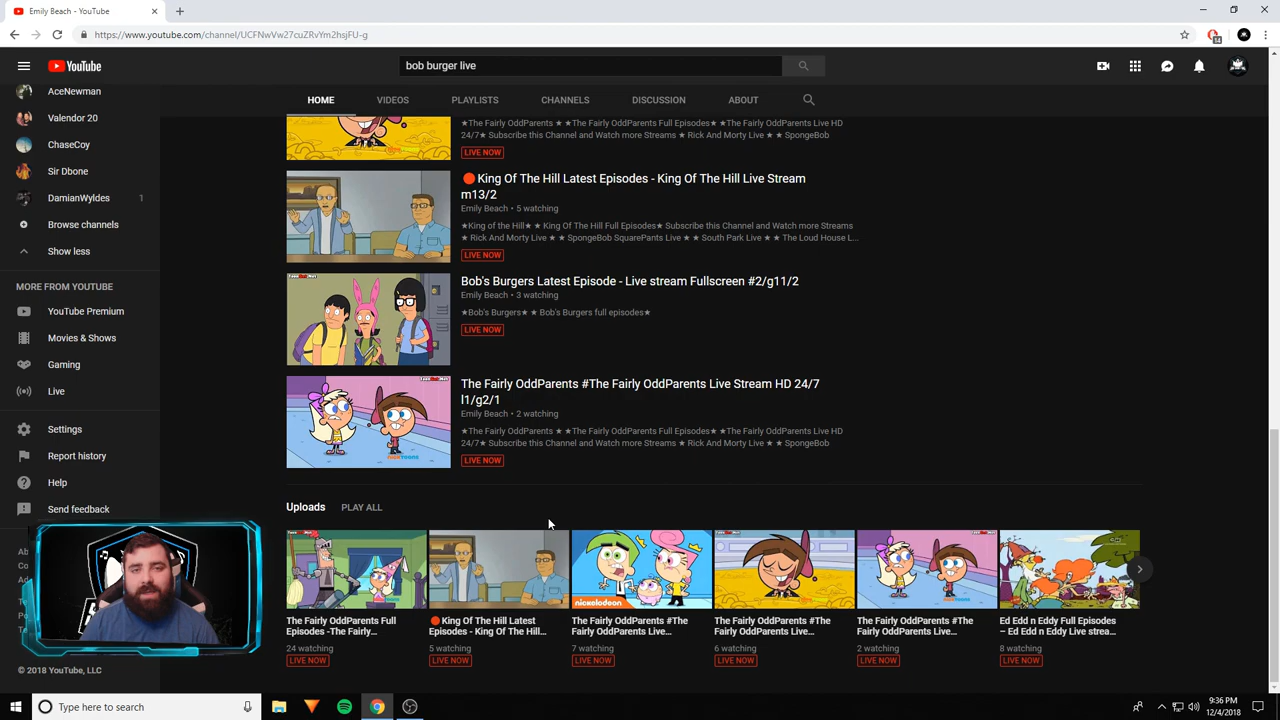 Emily Beach - YouTube
https://www.youtube.com/channel/UCFNwVw27cuZRvYm2hsjFU-g
14
YouTube
bob burger live
HOME
VIDEOS
PLAYLISTS
CHANNELS
DISCUSSION
ABOUT
AceNewman
Valendor 20
ChaseCoy
Sir Dbone
DamianWyldes 1
Browse channels
Show less
MORE FROM YOUTUBE
YouTube Premium
Movies & Shows
Gaming
Live
Settings
Report history
Help
Send feedback
© 2018 YouTube, LLC
★The Fairly OddParents ★ ★The Fairly OddParents Full Episodes★ ★The Fairly OddParents Live HD
24/7★ Subscribe this Channel and Watch more Streams ★ Rick And Morty Live ★ ★ SpongeBob
LIVE NOW
King Of The Hill Latest Episodes - King Of The Hill Live Stream
m13/2
Emily Beach • 5 watching
★King of the Hill★ ★ King Of The Hill Full Episodes★ Subscribe this Channel and Watch more Streams
★ Rick And Morty Live ★ ★ SpongeBob SquarePants Live ★ ★ South Park Live ★ ★ The Loud House L...
LIVE NOW
Bob's Burgers Latest Episode - Live stream Fullscreen #2/g11/2
Emily Beach • 3 watching
★Bob's Burgers★ ★ Bob's Burgers full episodes★
LIVE NOW
The Fairly OddParents #The Fairly OddParents Live Stream HD 24/7
l1/g2/1
Emily Beach • 2 watching
★The Fairly OddParents ★ ★The Fairly OddParents Full Episodes★ ★The Fairly OddParents Live HD
24/7★ Subscribe this Channel and Watch more Streams ★ Rick And Morty Live ★ ★ SpongeBob
LIVE NOW
Uploads
PLAY ALL
nickelodeon
The Fairly OddParents Full
Episodes -The Fairly...
24 watching
LIVE NOW
King Of The Hill Latest
Episodes - King Of The Hill...
5 watching
LIVE NOW
The Fairly OddParents #The
Fairly OddParents Live...
7 watching
LIVE NOW
The Fairly OddParents #The
Fairly OddParents Live...
6 watching
LIVE NOW
The Fairly OddParents #The
Fairly OddParents Live...
2 watching
LIVE NOW
Ed Edd n Eddy Full Episodes
– Ed Edd n Eddy Live strea...
8 watching
LIVE NOW
Type here to search
9:36 PM
12/4/2018